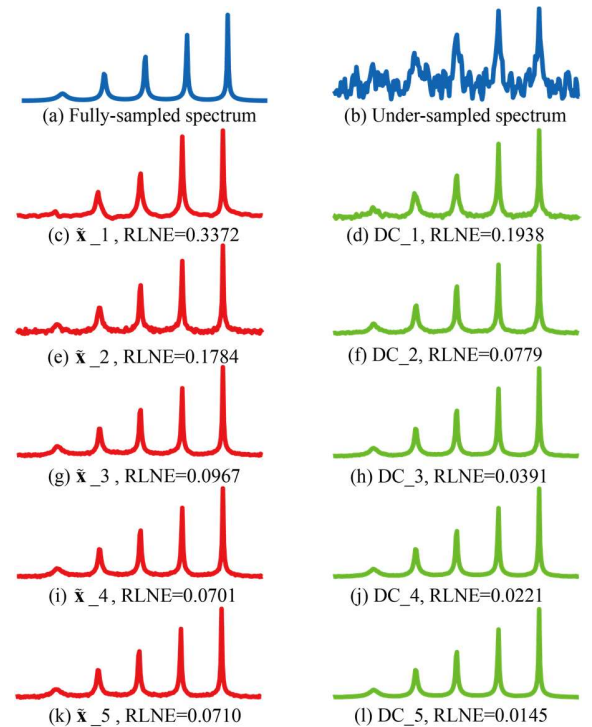 (a) Fully-sampled spectrum
(b) Under-sampled spectrum
(c) x̃ _1 , RLNE=0.3372
(d) DC_1, RLNE=0.1938
(e) x̃ _2 , RLNE=0.1784
(f) DC_2, RLNE=0.0779
(g) x̃ _3 , RLNE=0.0967
(h) DC_3, RLNE=0.0391
(i) x̃ _4 , RLNE=0.0701
(j) DC_4, RLNE=0.0221
(k) x̃ _5 , RLNE=0.0710
(l) DC_5, RLNE=0.0145